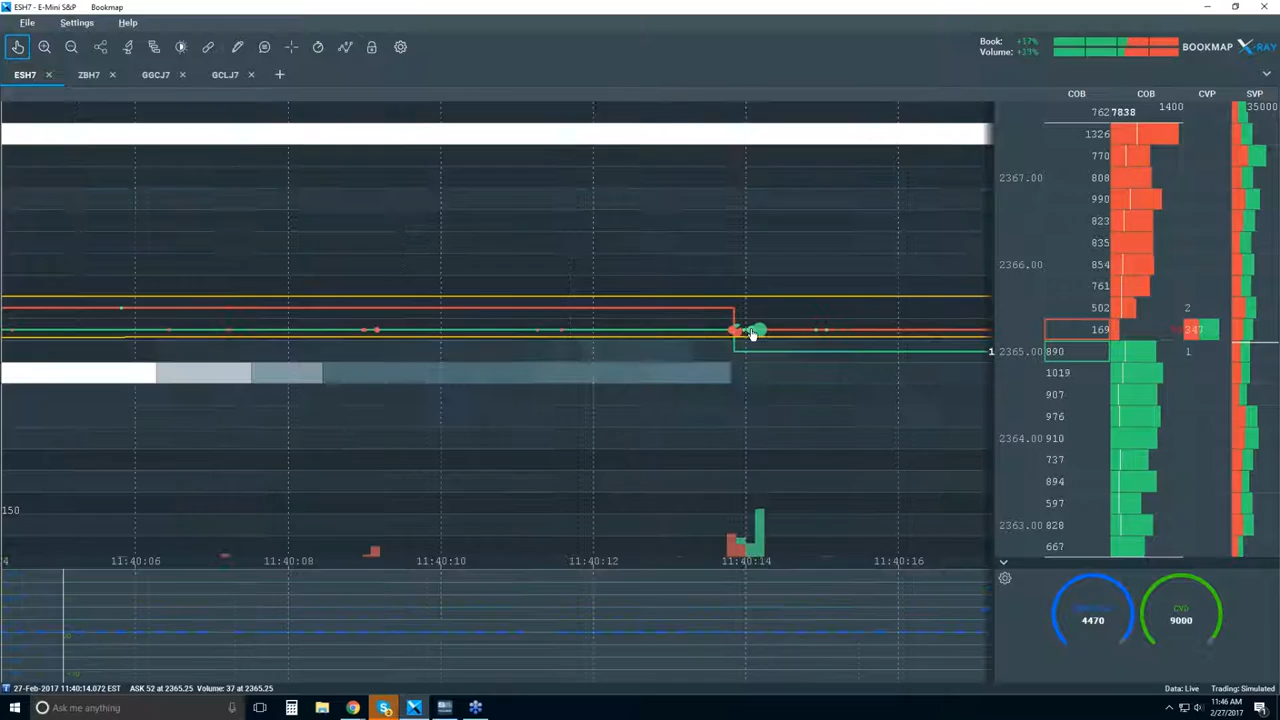 ESH7 - E-Mini S&P Bookmap
File Settings Help
Book: +17%
Volume: +37%
BOOKMAP X-RAY
ESH7 ZBH7 GGCJ7 GCLJ7
COB COB CVP SVP
762 7838 1400 35000
1326
770
2367.00 808
990
823
835
2366.00 854
761
502 2
169 347
1 2365.00 890 1
1019
907
976
2364.00 910
737
894
150 597
2363.00 828
667
4 11:40:06 11:40:08 11:40:10 11:40:12 11:40:14 11:40:16
4470
CVD
9000
27-Feb-2017 11:40:14.072 EST ASK 52 at 2365.25 Volume: 37 at 2365.25 Data: Live Trading: Simulated
Ask me anything
11:46 AM
2/27/2017